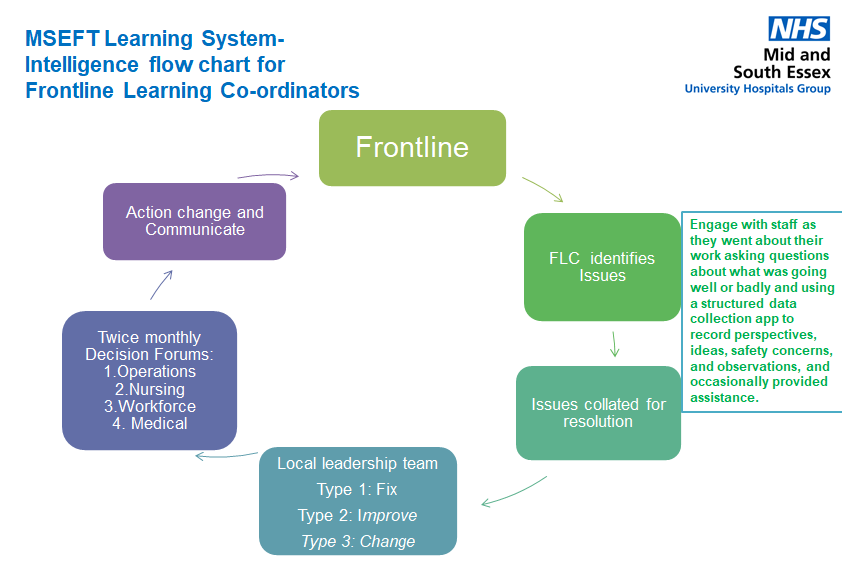 MSEFT Learning System-
Intelligence flow chart for
Frontline Learning Co-ordinators
NHS
Mid and
South Essex
University Hospitals Group
Frontline
FLC identifies
Issues
Engage with staff as
they went about their
work asking questions
about what was going
well or badly and using
a structured data
collection app to
record perspectives,
ideas, safety concerns,
and observations, and
occasionally provided
assistance.
Issues collated for
resolution
Local leadership team
Type 1: Fix
Type 2: Improve
Type 3: Change
Twice monthly
Decision Forums:
1.Operations
2.Nursing
3.Workforce
4. Medical
Action change and
Communicate